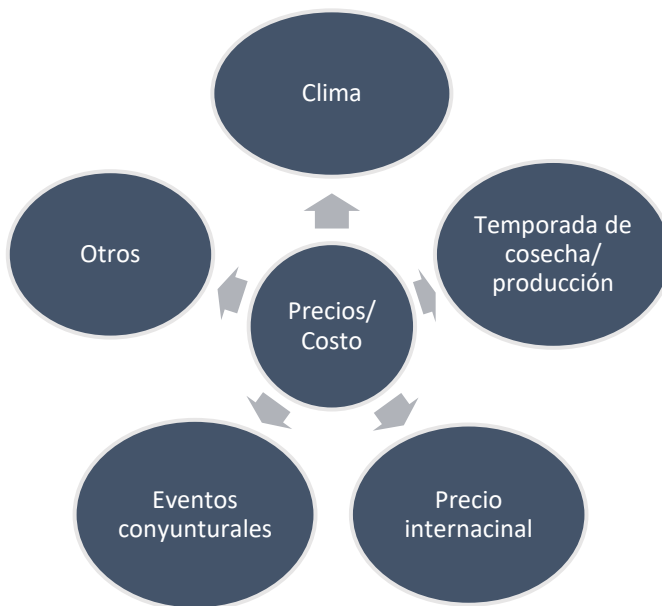 Clima
Temporada de
cosecha/
producción
Otros
Precios/
Costo
Eventos
conyunturales
Precio
internacinal